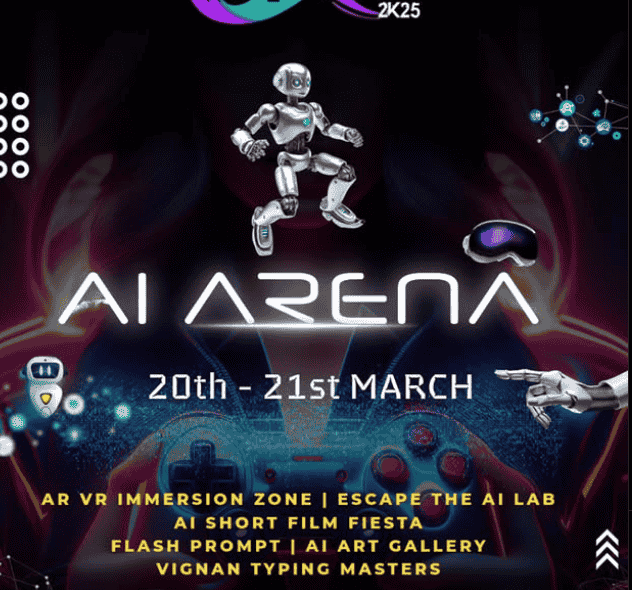 2K25
AI ARENA
20th - 21st MARCH
AR VR IMMERSION ZONE | ESCAPE THE AI LAB
AI SHORT FILM FIESTA
FLASH PROMPT | AI ART GALLERY
VIGNAN TYPING MASTERS